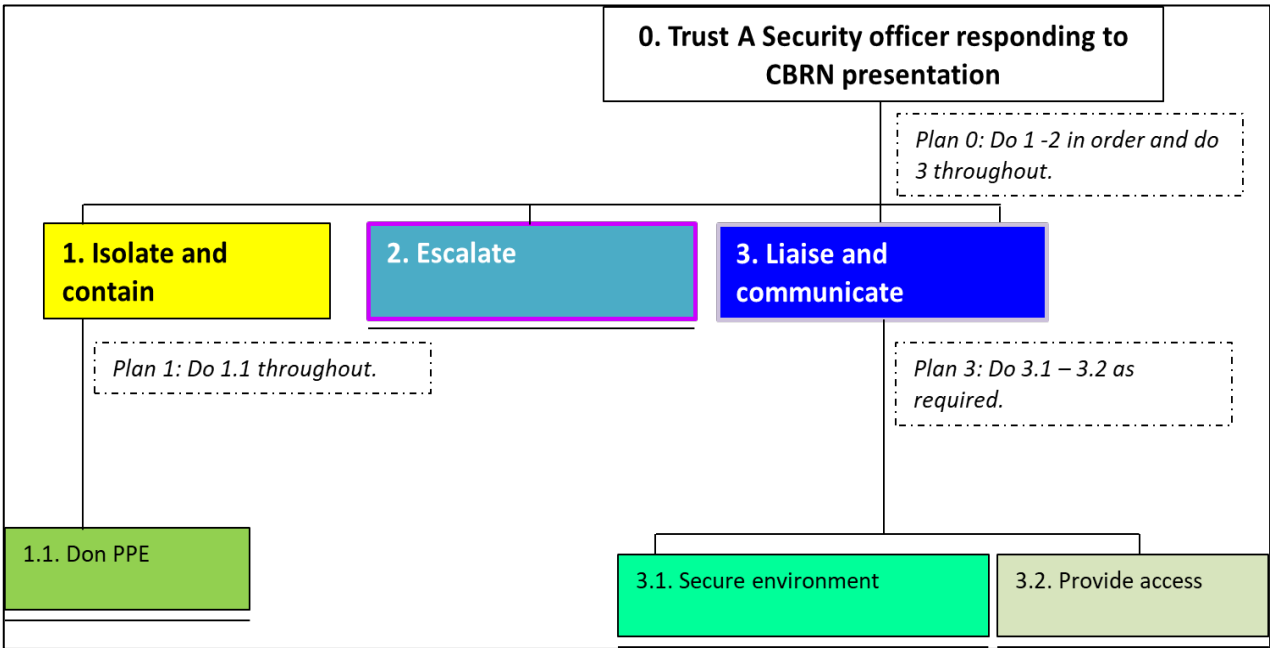 0. Trust A Security officer responding to
CBRN presentation
Plan 0: Do 1 -2 in order and do
3 throughout.
1. Isolate and
contain
2. Escalate
3. Liaise and
communicate
Plan 1: Do 1.1 throughout.
Plan 3: Do 3.1 – 3.2 as
required.
1.1. Don PPE
3.1. Secure environment
3.2. Provide access